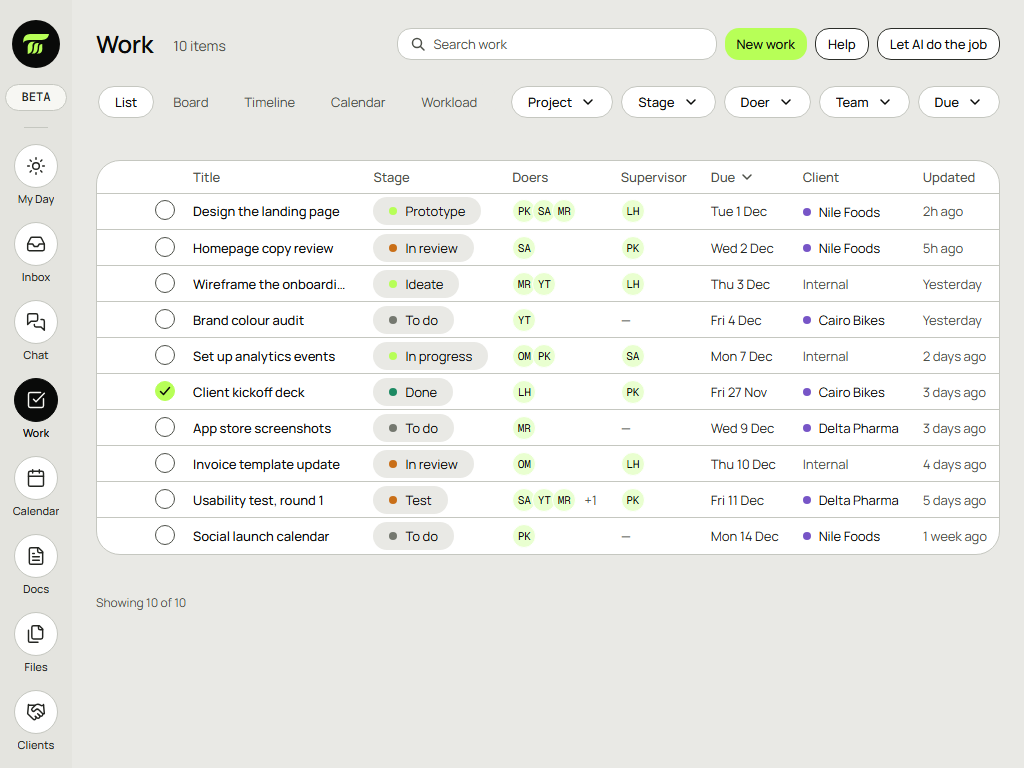 Work 10 items Search work New work Help Let AI do the job
BETA
List Board Timeline Calendar Workload Project Stage Doer Team Due
My Day
Inbox
Chat
Work
Calendar
Docs
Files
Clients
Title Stage Doers Supervisor Due Client Updated
Design the landing page Prototype PK SA MR LH Tue 1 Dec Nile Foods 2h ago
Homepage copy review In review SA PK Wed 2 Dec Nile Foods 5h ago
Wireframe the onboardi... Ideate MR YT LH Thu 3 Dec Internal Yesterday
Brand colour audit To do YT — Fri 4 Dec Cairo Bikes Yesterday
Set up analytics events In progress OM PK SA Mon 7 Dec Internal 2 days ago
Client kickoff deck Done LH PK Fri 27 Nov Cairo Bikes 3 days ago
App store screenshots To do MR — Wed 9 Dec Delta Pharma 3 days ago
Invoice template update In review OM LH Thu 10 Dec Internal 4 days ago
Usability test, round 1 Test SA YT MR +1 PK Fri 11 Dec Delta Pharma 5 days ago
Social launch calendar To do PK — Mon 14 Dec Nile Foods 1 week ago
Showing 10 of 10